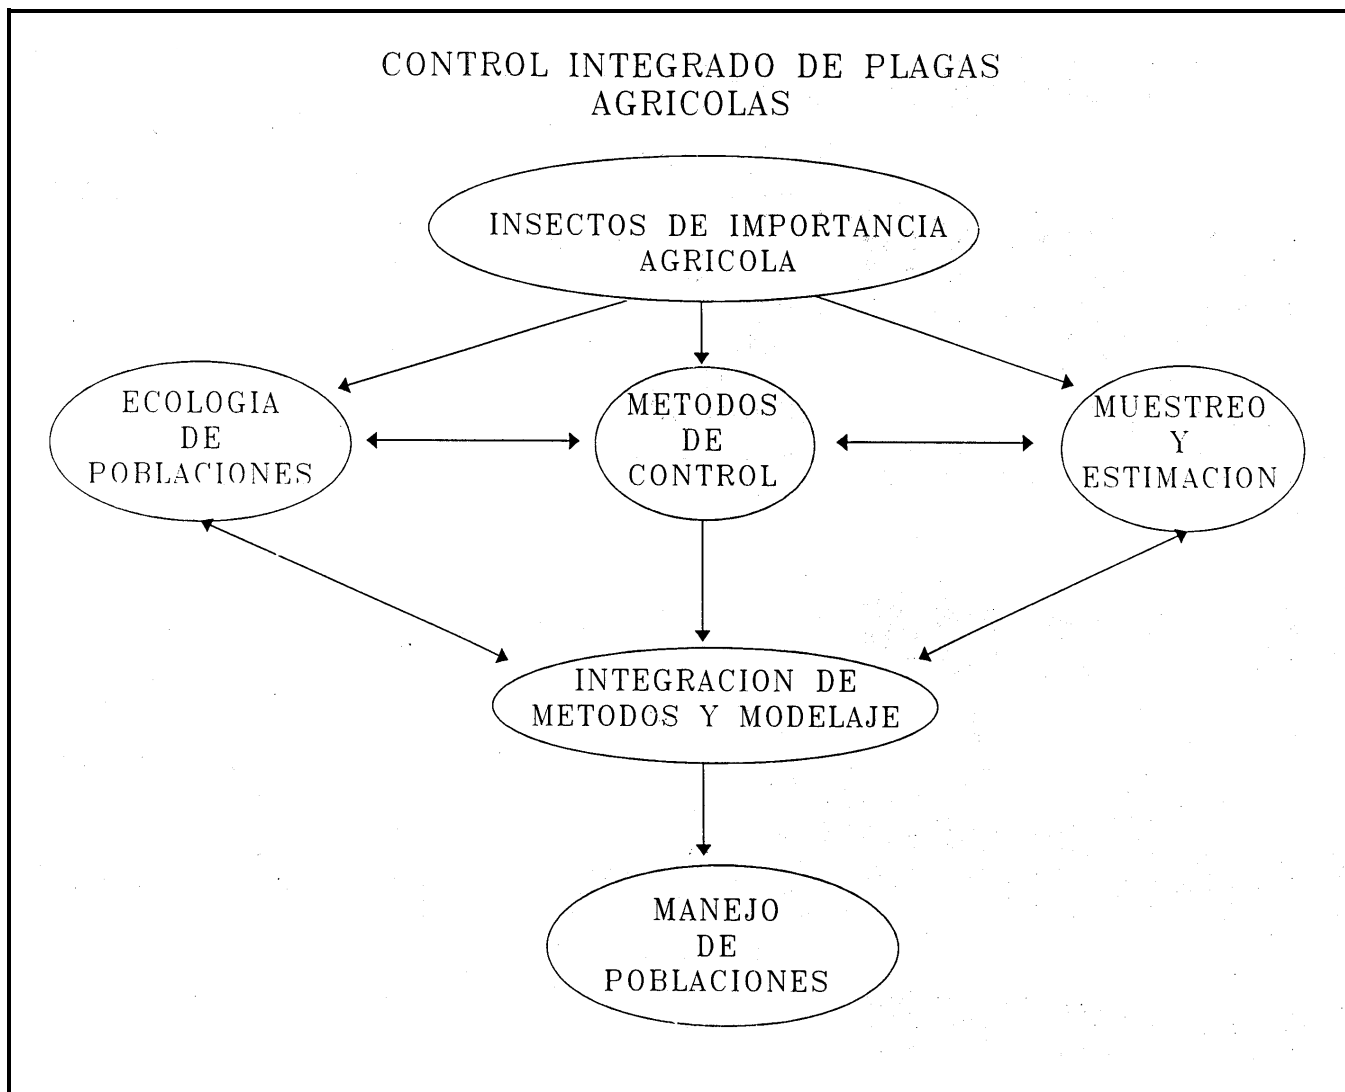 CONTROL INTEGRADO DE PLAGAS
AGRICOLAS
INSECTOS DE IMPORTANCIA
AGRICOLA
ECOLOGIA
DE
POBLACIONES
METODOS
DE
CONTROL
MUESTREO
Y
ESTIMACION
INTEGRACION DE
METODOS Y MODELAJE
MANEJO
DE
POBLACIONES